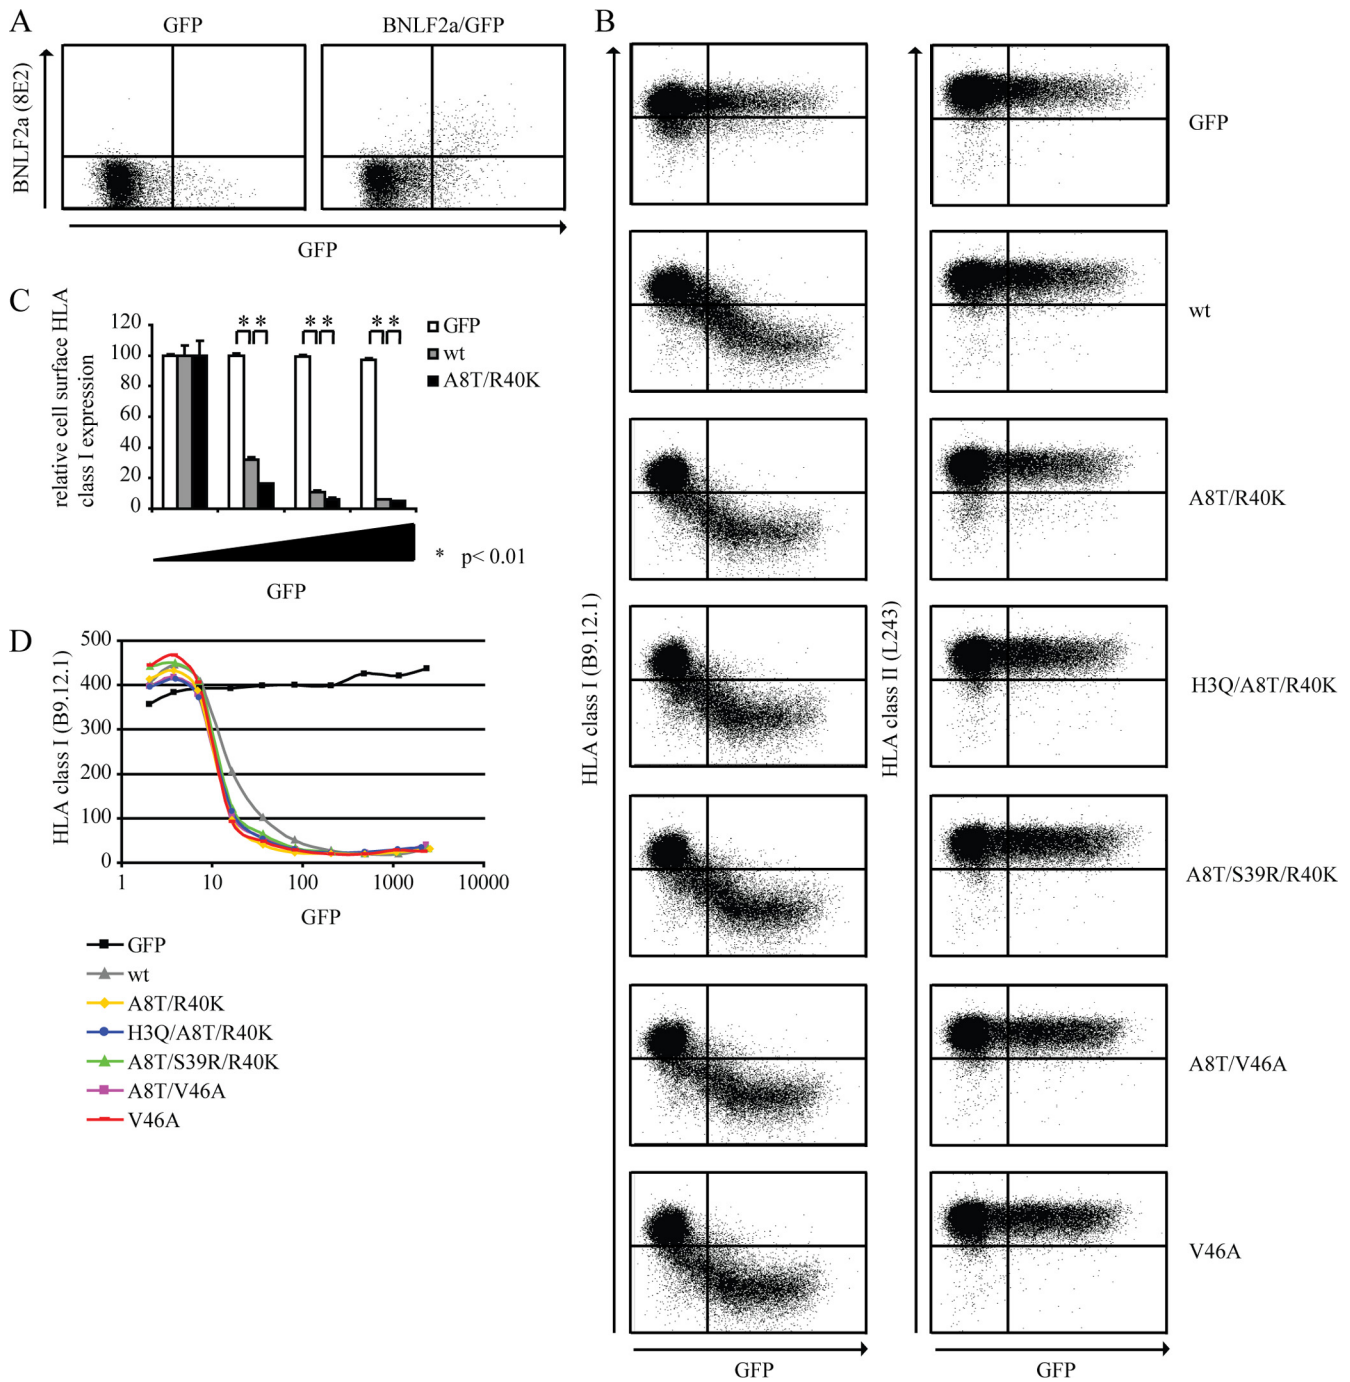 A
GFP
BNLF2a/GFP
BNLF2a (8E2)
GFP
B
HLA class I (B9.12.1)
HLA class II (L243)
GFP
wt
A8T/R40K
H3Q/A8T/R40K
A8T/S39R/R40K
A8T/V46A
V46A
GFP
GFP
C
relative cell surface HLA
class I expression
120
100
80
60
40
20
0
* *
* *
* *
GFP
wt
A8T/R40K
* p< 0.01
GFP
D
HLA class I (B9.12.1)
500
400
300
200
100
0
1 10 100 1000 10000
GFP
GFP
wt
A8T/R40K
H3Q/A8T/R40K
A8T/S39R/R40K
A8T/V46A
V46A